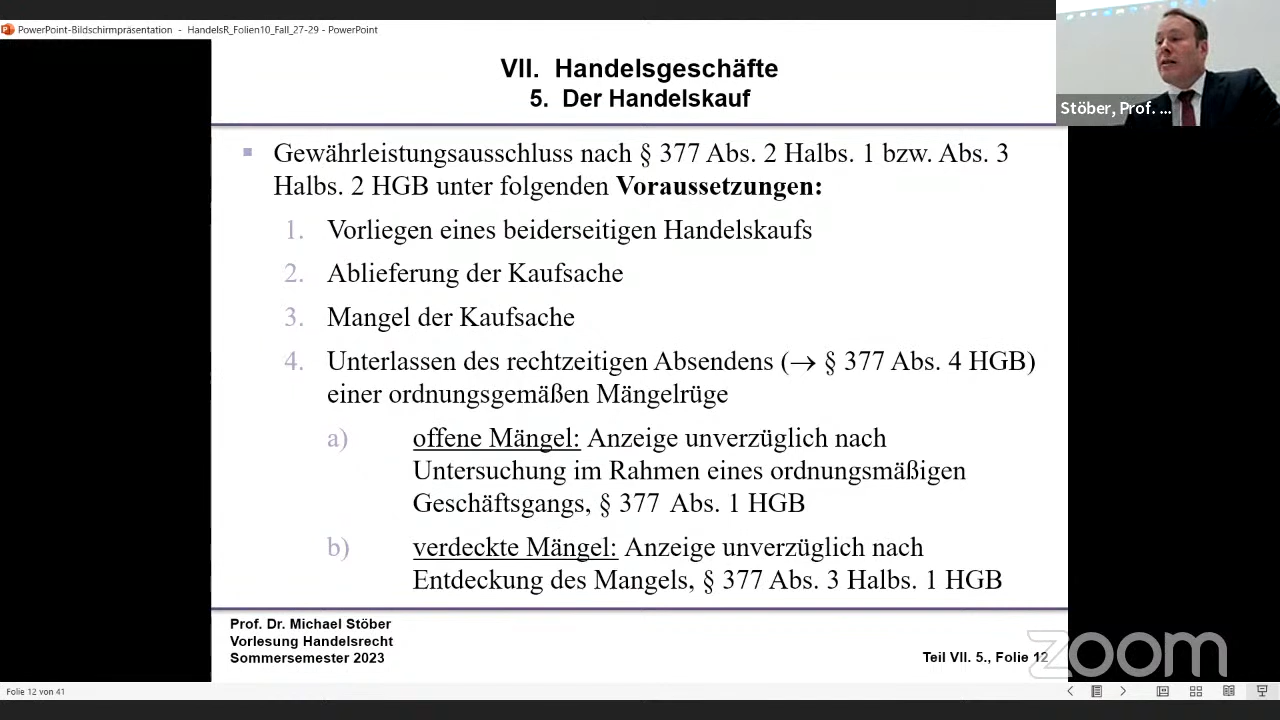 PowerPoint-Bildschirmpräsentation - HandelsR_Folien10_Fall_27-29 - PowerPoint
VII. Handelsgeschäfte
5. Der Handelskauf
Stöber, Prof. ...
Gewährleistungsausschluss nach § 377 Abs. 2 Halbs. 1 bzw. Abs. 3
Halbs. 2 HGB unter folgenden Voraussetzungen:
1. Vorliegen eines beiderseitigen Handelskaufs
2. Ablieferung der Kaufsache
3. Mangel der Kaufsache
4. Unterlassen des rechtzeitigen Absendens (→ § 377 Abs. 4 HGB)
einer ordnungsgemäßen Mängelrüge
a) offene Mängel: Anzeige unverzüglich nach
Untersuchung im Rahmen eines ordnungsmäßigen
Geschäftsgangs, § 377 Abs. 1 HGB
b) verdeckte Mängel: Anzeige unverzüglich nach
Entdeckung des Mangels, § 377 Abs. 3 Halbs. 1 HGB
Prof. Dr. Michael Stöber
Vorlesung Handelsrecht
Sommersemester 2023
Teil VII. 5., Folie 12
zoom
Folie 12 von 41